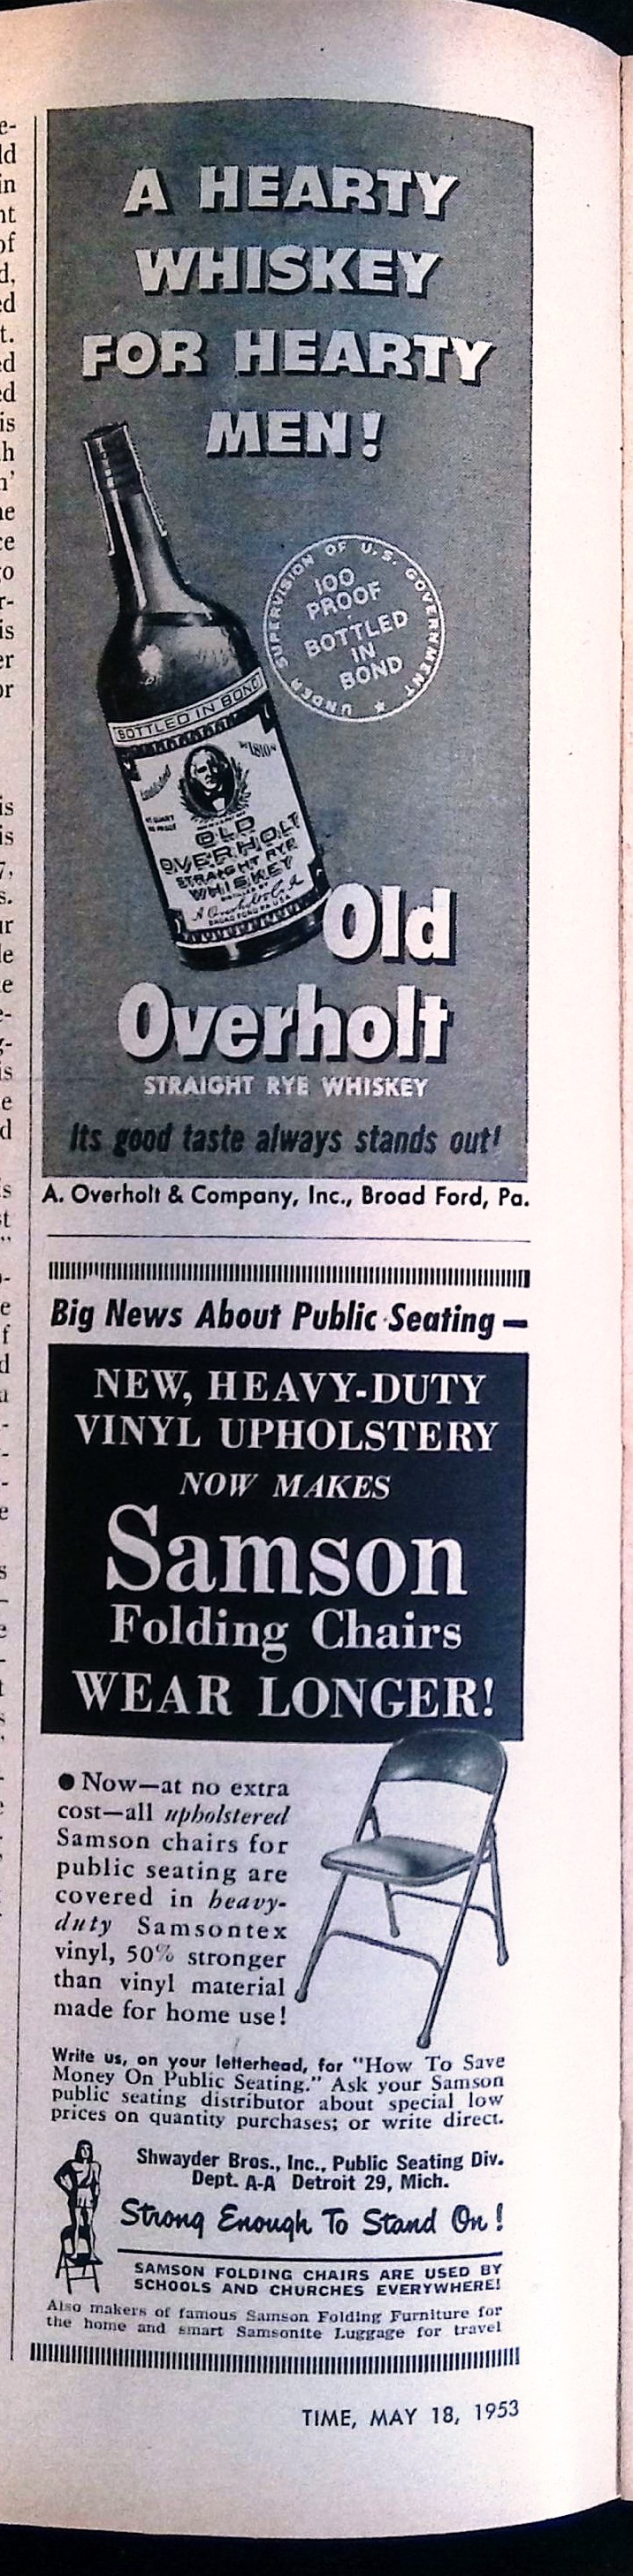 A HEARTY
WHISKEY
FOR HEARTY
MEN!
UNDER SUPERVISION OF U.S. GOVERNMENT ★
100
PROOF
BOTTLED
IN
BOND
BOTTLED IN BOND
1810
OLD
OVERHOLT
STRAIGHT RYE
WHISKEY
DISTILLED BY
A. Overholt & Co.
Old
Overholt
STRAIGHT RYE WHISKEY
Its good taste always stands out!
A. Overholt & Company, Inc., Broad Ford, Pa.
Big News About Public Seating —
NEW, HEAVY-DUTY
VINYL UPHOLSTERY
NOW MAKES
Samson
Folding Chairs
WEAR LONGER!
● Now—at no extra
cost—all upholstered
Samson chairs for
public seating are
covered in heavy-
duty Samsontex
vinyl, 50% stronger
than vinyl material
made for home use!
Write us, on your letterhead, for "How To Save
Money On Public Seating." Ask your Samson
public seating distributor about special low
prices on quantity purchases; or write direct.
Shwayder Bros., Inc., Public Seating Div.
Dept. A-A Detroit 29, Mich.
Strong Enough To Stand On!
SAMSON FOLDING CHAIRS ARE USED BY
SCHOOLS AND CHURCHES EVERYWHERE!
Also makers of famous Samson Folding Furniture for
the home and smart Samsonite Luggage for travel
TIME, MAY 18, 1953